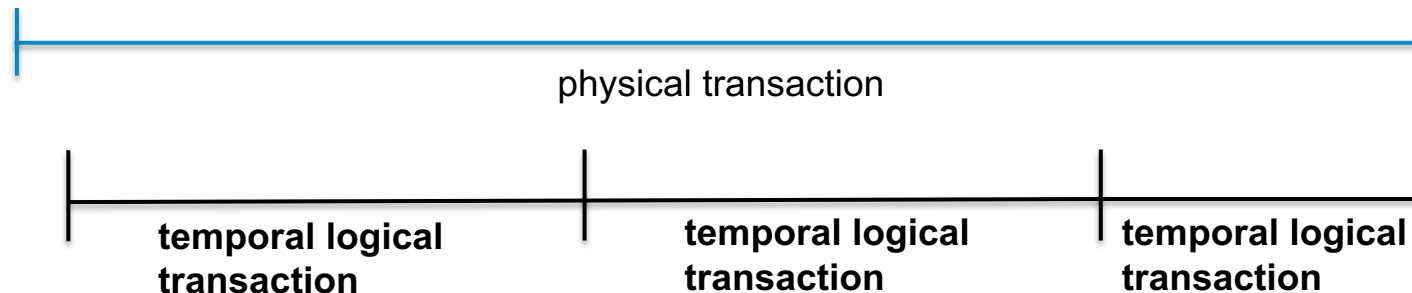 physical transaction
temporal logical
transaction
temporal logical
transaction
temporal logical
transaction